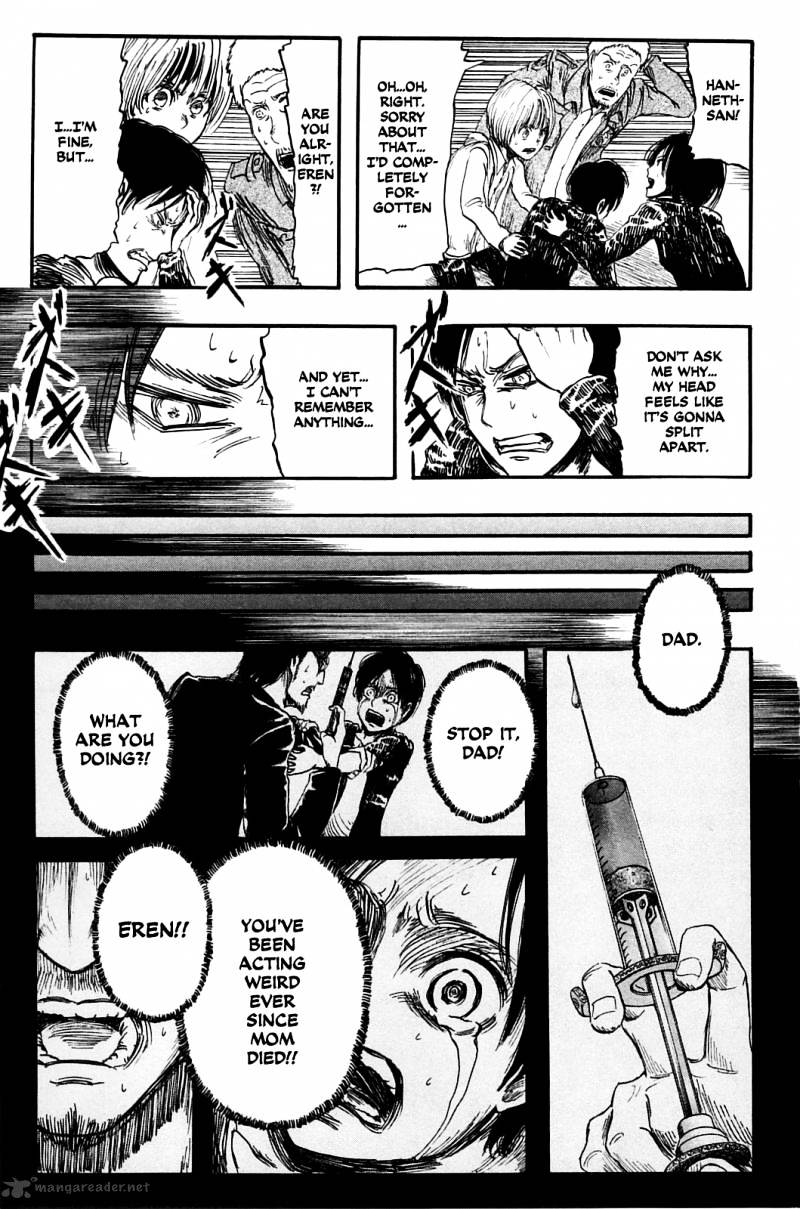 HAN-
NETH-
SAN!
OH...OH,
RIGHT.
SORRY
ABOUT
THAT...
I'D COMP-
LETELY
FOR-
GOTTEN
...
ARE
YOU
ALR-
IGHT,
EREN
?!
I...I'M
FINE,
BUT...
DON'T ASK
ME WHY...
MY HEAD
FEELS LIKE
IT'S GONNA
SPLIT
APART.
AND YET...
I CAN'T
REMEMBER
ANYTHING...
DAD.
STOP IT,
DAD!
WHAT
ARE YOU
DOING?!
YOU'VE
BEEN
ACTING
WEIRD
EVER
SINCE
MOM
DIED!!
EREN!!
mangareader.net